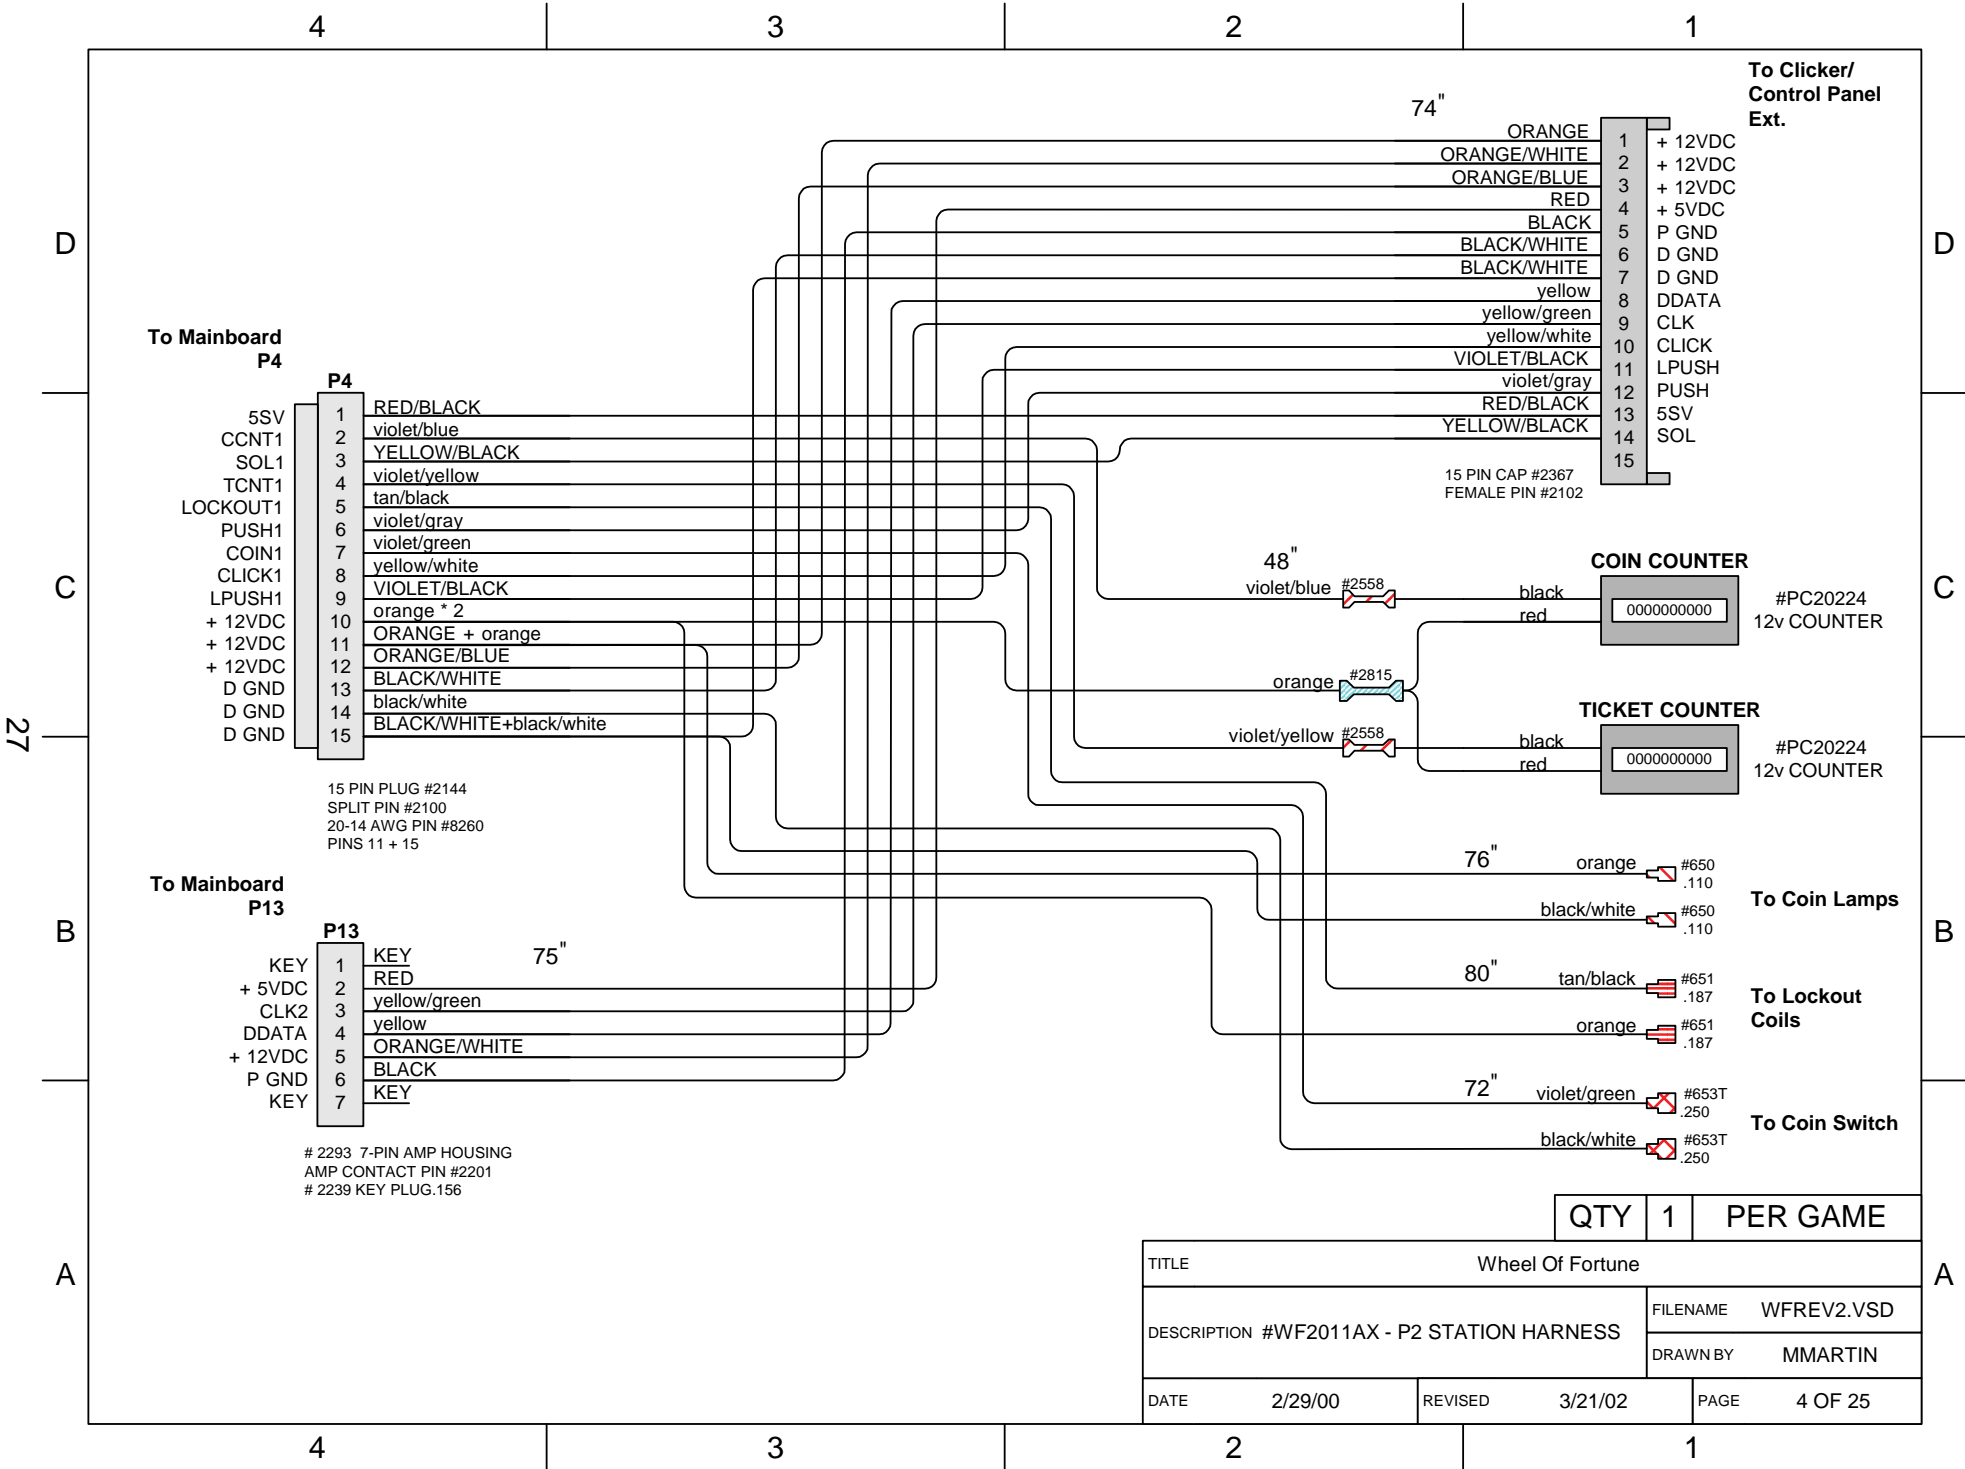 4 3 2 1
To Clicker/
Control Panel
Ext.
74"
ORANGE 1 + 12VDC
ORANGE/WHITE 2 + 12VDC
ORANGE/BLUE 3 + 12VDC
RED 4 + 5VDC
BLACK 5 P GND
BLACK/WHITE 6 D GND
BLACK/WHITE 7 D GND
yellow 8 DDATA
yellow/green 9 CLK
yellow/white 10 CLICK
VIOLET/BLACK 11 LPUSH
violet/gray 12 PUSH
RED/BLACK 13 5SV
YELLOW/BLACK 14 SOL
15
15 PIN CAP #2367
FEMALE PIN #2102
D D
To Mainboard
P4
P4
5SV 1 RED/BLACK
CCNT1 2 violet/blue
SOL1 3 YELLOW/BLACK
TCNT1 4 violet/yellow
LOCKOUT1 5 tan/black
PUSH1 6 violet/gray
COIN1 7 violet/green
CLICK1 8 yellow/white
LPUSH1 9 VIOLET/BLACK
+ 12VDC 10 orange * 2
+ 12VDC 11 ORANGE + orange
+ 12VDC 12 ORANGE/BLUE
D GND 13 BLACK/WHITE
D GND 14 black/white
D GND 15 BLACK/WHITE+black/white
15 PIN PLUG #2144
SPLIT PIN #2100
20-14 AWG PIN #8260
PINS 11 + 15
C C
48"
COIN COUNTER
violet/blue #2558 black
red
0000000000
#PC20224
12v COUNTER
orange #2815
TICKET COUNTER
violet/yellow #2558 black
red
0000000000
#PC20224
12v COUNTER
27
To Mainboard
P13
P13
75"
KEY 1 KEY
+ 5VDC 2 RED
CLK2 3 yellow/green
DDATA 4 yellow
+ 12VDC 5 ORANGE/WHITE
P GND 6 BLACK
KEY 7 KEY
# 2293 7-PIN AMP HOUSING
AMP CONTACT PIN #2201
# 2239 KEY PLUG.156
B B
76" orange #650
.110
To Coin Lamps
black/white #650
.110
80" tan/black #651
.187
To Lockout
Coils
orange #651
.187
72" violet/green #653T
.250
To Coin Switch
black/white #653T
.250
A A
QTY 1 PER GAME
TITLE Wheel Of Fortune
DESCRIPTION #WF2011AX - P2 STATION HARNESS
FILENAME WFREV2.VSD
DRAWN BY MMARTIN
DATE 2/29/00 REVISED 3/21/02 PAGE 4 OF 25
4 3 2 1